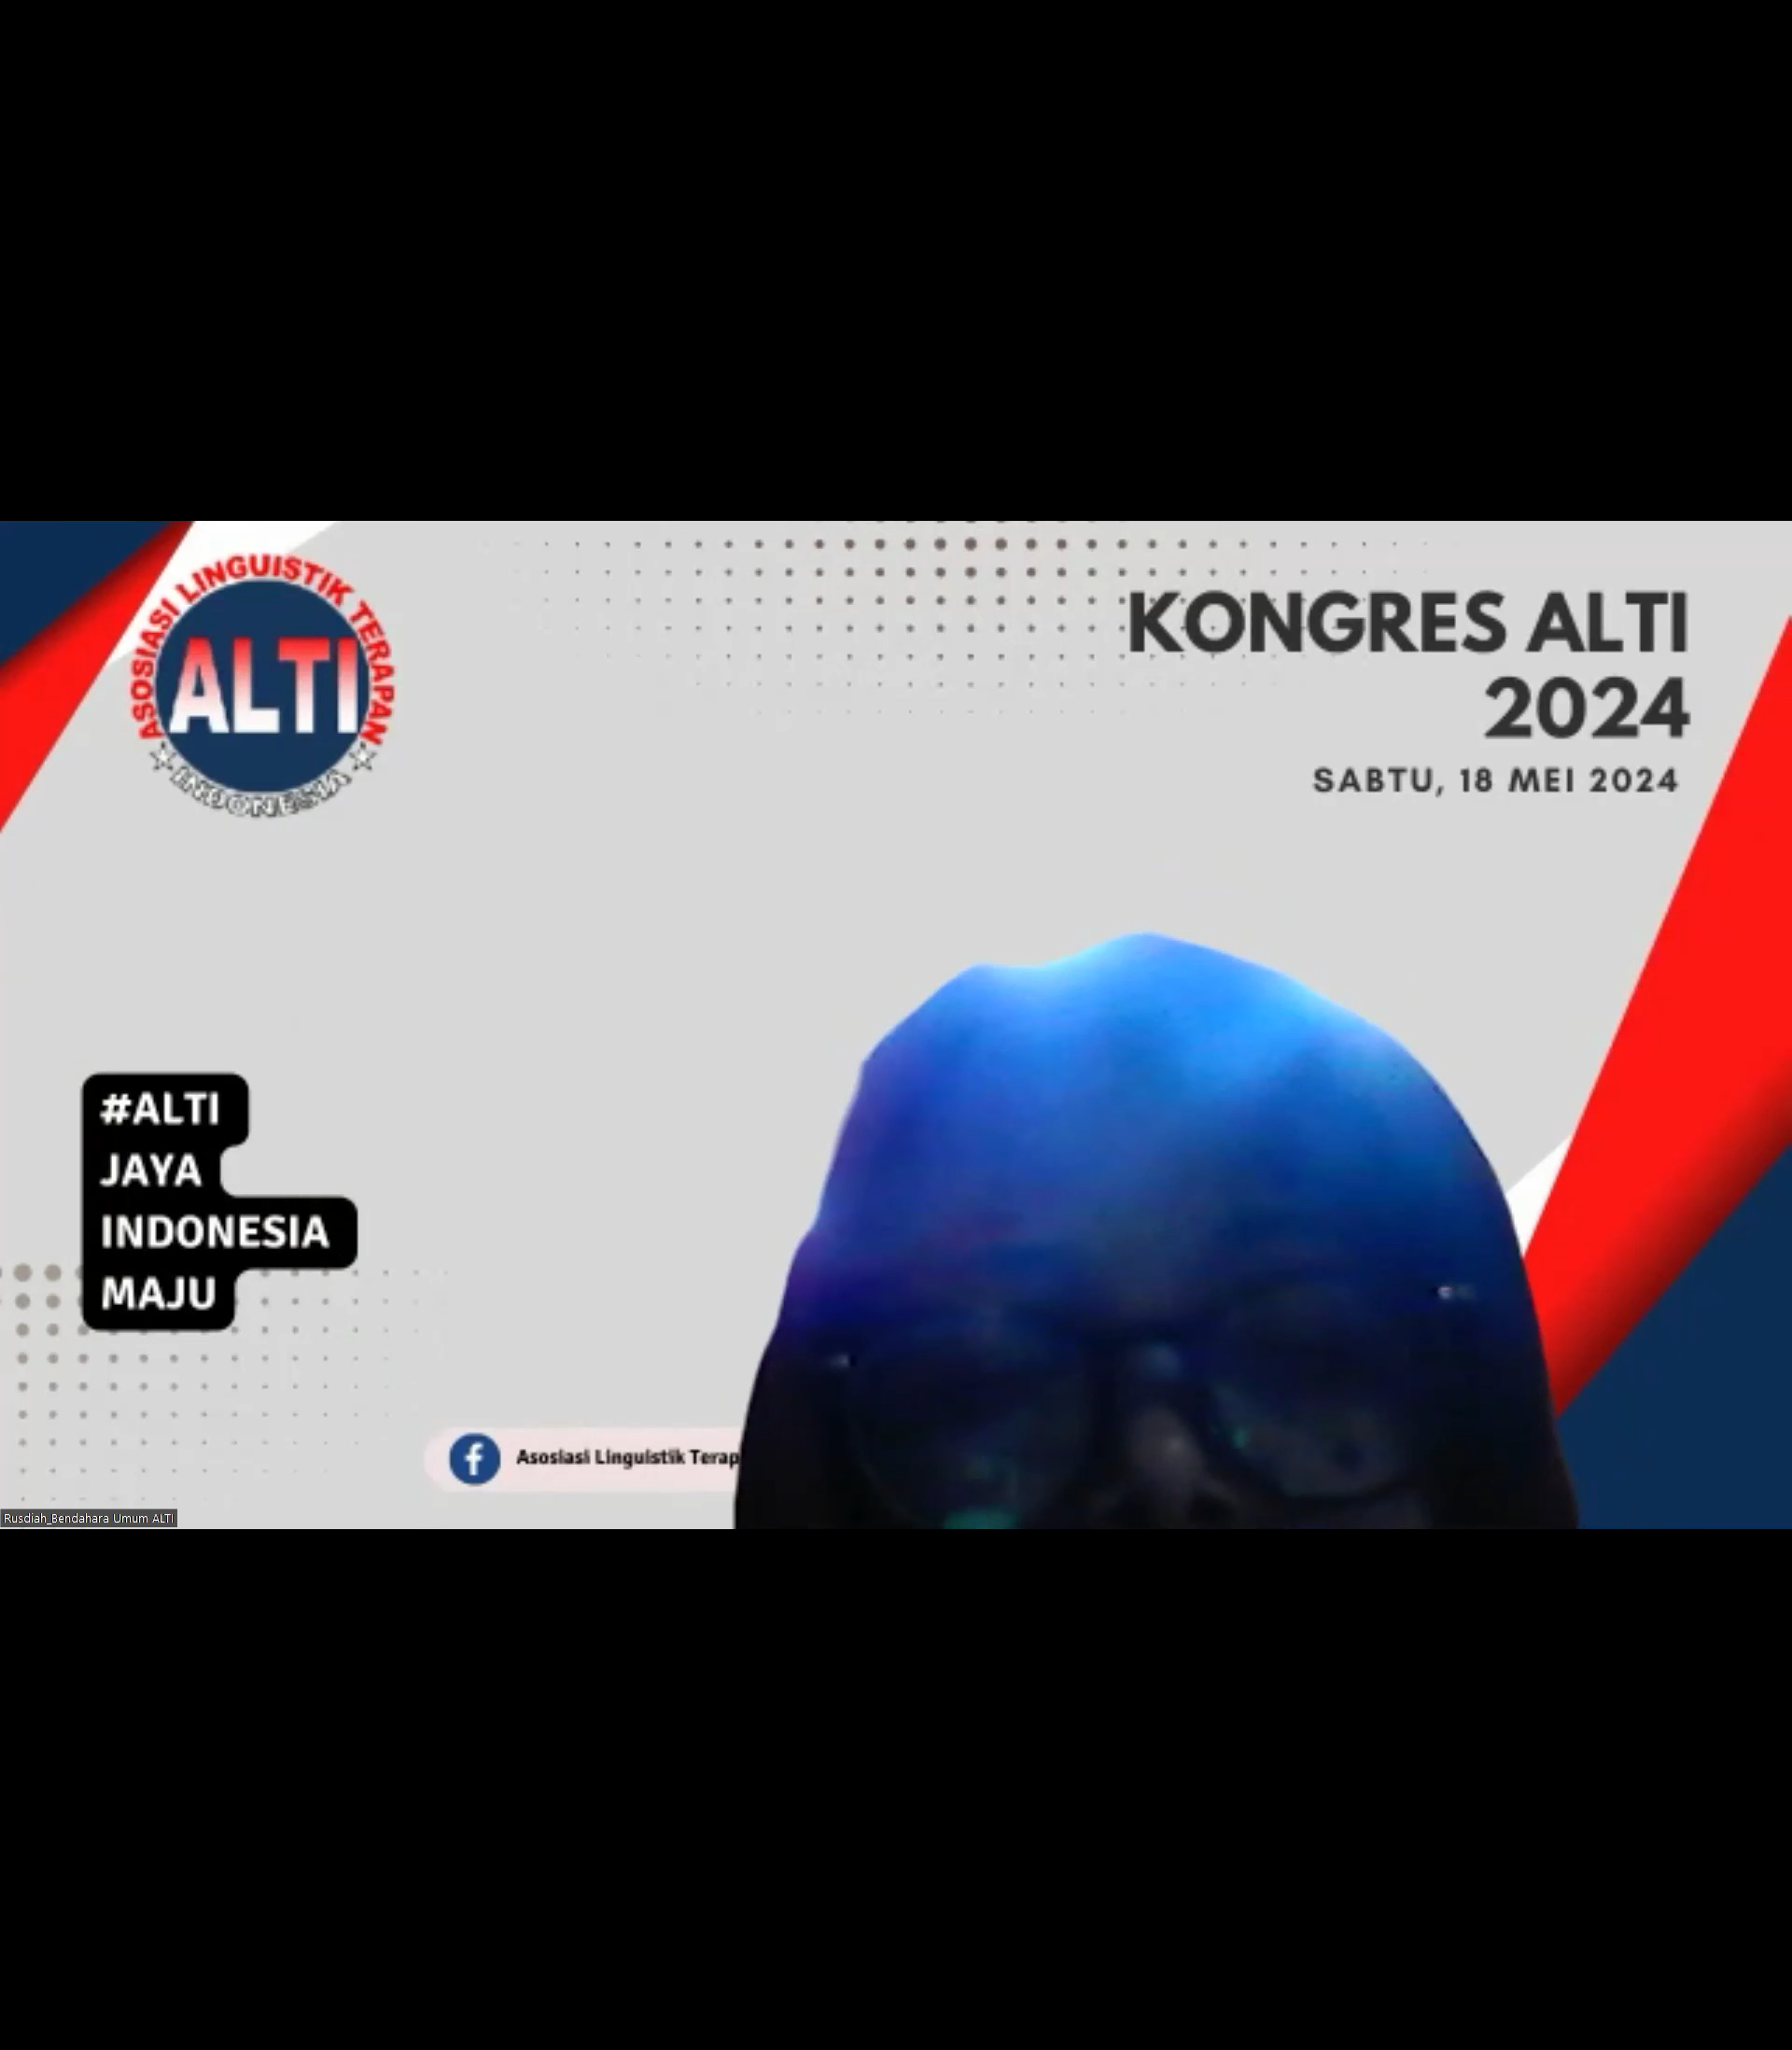 ASOSIASI LINGUISTIK TERAPAN
ALTI
INDONESIA
KONGRES ALTI
2024
SABTU, 18 MEI 2024
#ALTI
JAYA
INDONESIA
MAJU
f Asosiasi Linguistik Terap
Rusdiah_Bendahara Umum ALTI